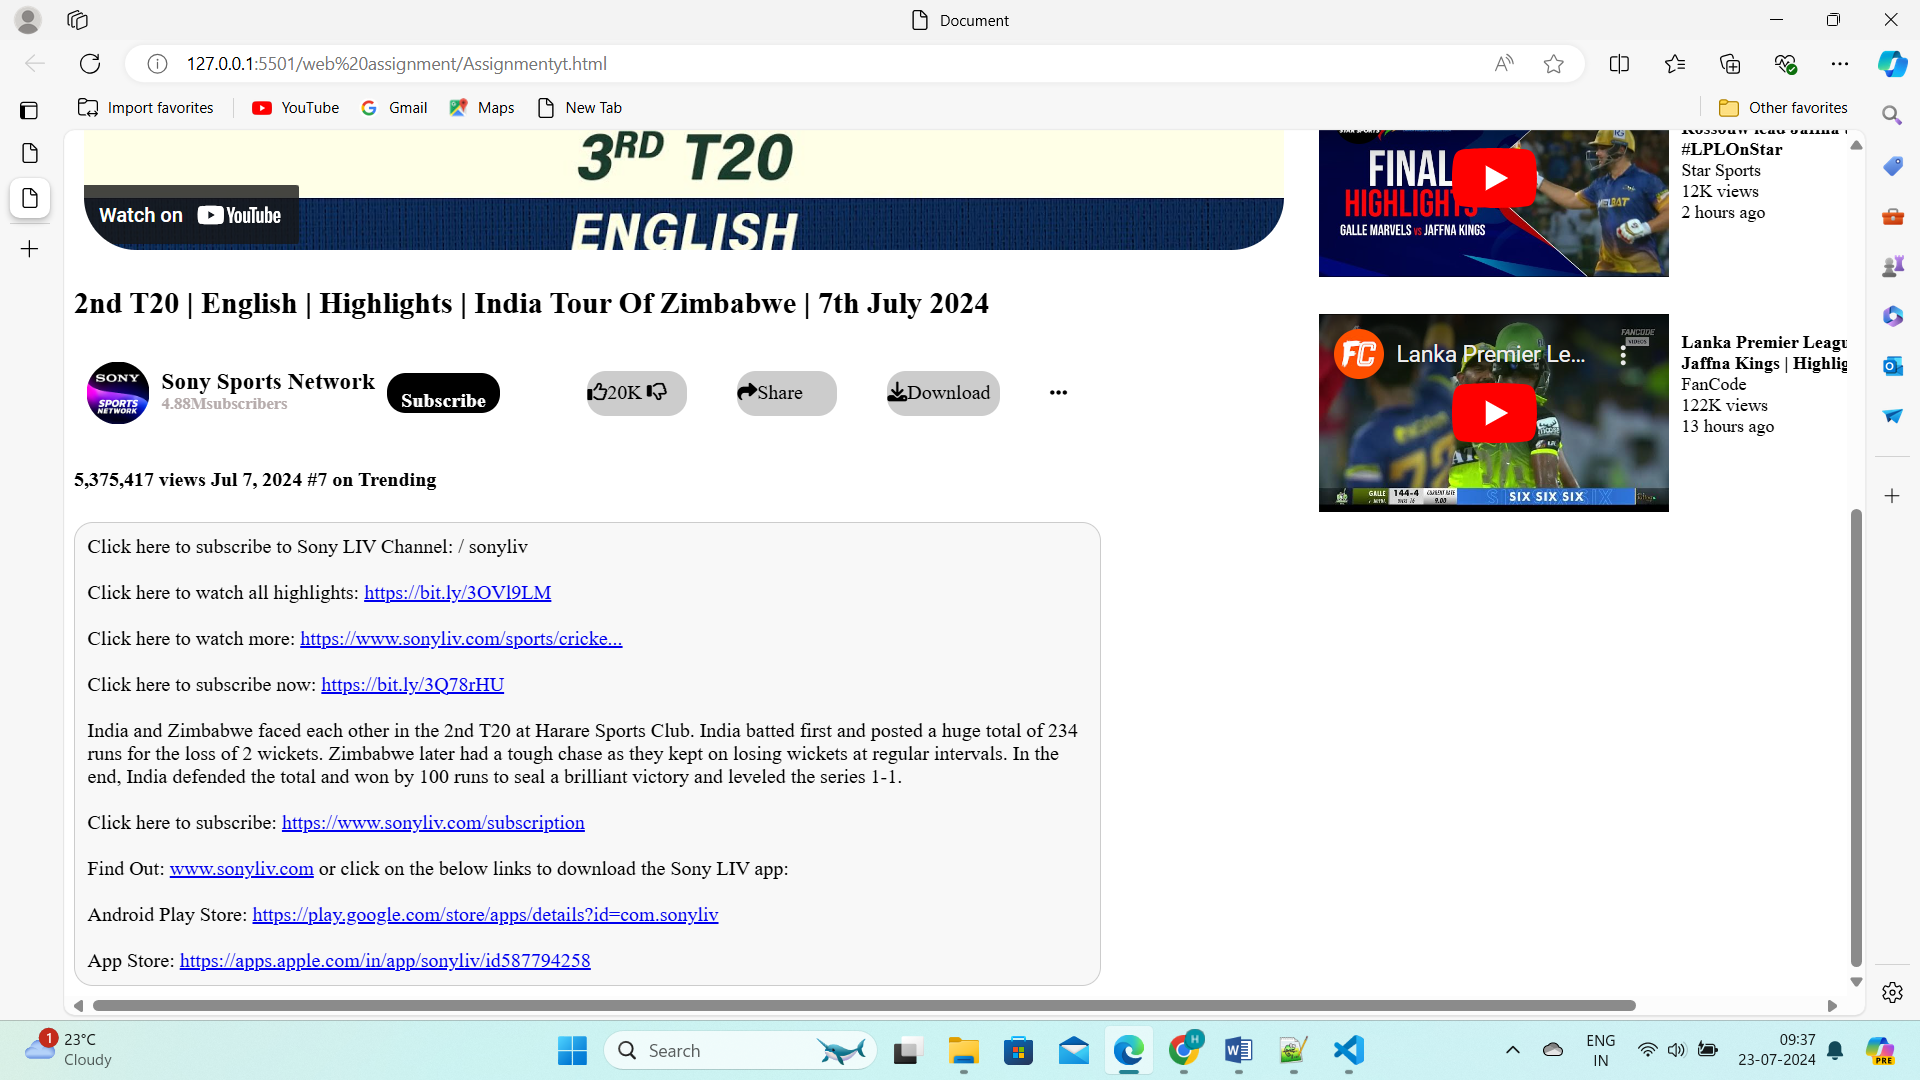 Document
127.0.0.1:5501/web%20assignment/Assignmentyt.html
Import favorites
YouTube
Gmail
Maps
New Tab
Other favorites
3RD T20
Watch on YouTube
ENGLISH
2nd T20 | English | Highlights | India Tour Of Zimbabwe | 7th July 2024
SONY
SPORTS
NETWORK
Sony Sports Network
4.88Msubscribers
Subscribe
20K
Share
Download
5,375,417 views Jul 7, 2024 #7 on Trending
Click here to subscribe to Sony LIV Channel: / sonyliv
Click here to watch all highlights: https://bit.ly/3OVl9LM
Click here to watch more: https://www.sonyliv.com/sports/cricke...
Click here to subscribe now: https://bit.ly/3Q78rHU
India and Zimbabwe faced each other in the 2nd T20 at Harare Sports Club. India batted first and posted a huge total of 234
runs for the loss of 2 wickets. Zimbabwe later had a tough chase as they kept on losing wickets at regular intervals. In the
end, India defended the total and won by 100 runs to seal a brilliant victory and leveled the series 1-1.
Click here to subscribe: https://www.sonyliv.com/subscription
Find Out: www.sonyliv.com or click on the below links to download the Sony LIV app:
Android Play Store: https://play.google.com/store/apps/details?id=com.sonyliv
App Store: https://apps.apple.com/in/app/sonyliv/id587794258
FINAL
HIGHLIGHTS
GALLE MARVELS VS JAFFNA KINGS
#LPLOnStar
Star Sports
12K views
2 hours ago
FC
Lanka Premier Le...
FANCODE
VIDEOS
GALLE 144-4
CURRENT RATE
9.00
SIX SIX SIX
Lanka Premier Leagu
Jaffna Kings | Highlig
FanCode
122K views
13 hours ago
1
23°C
Cloudy
Search
H
W
ENG
IN
09:37
23-07-2024
PRE